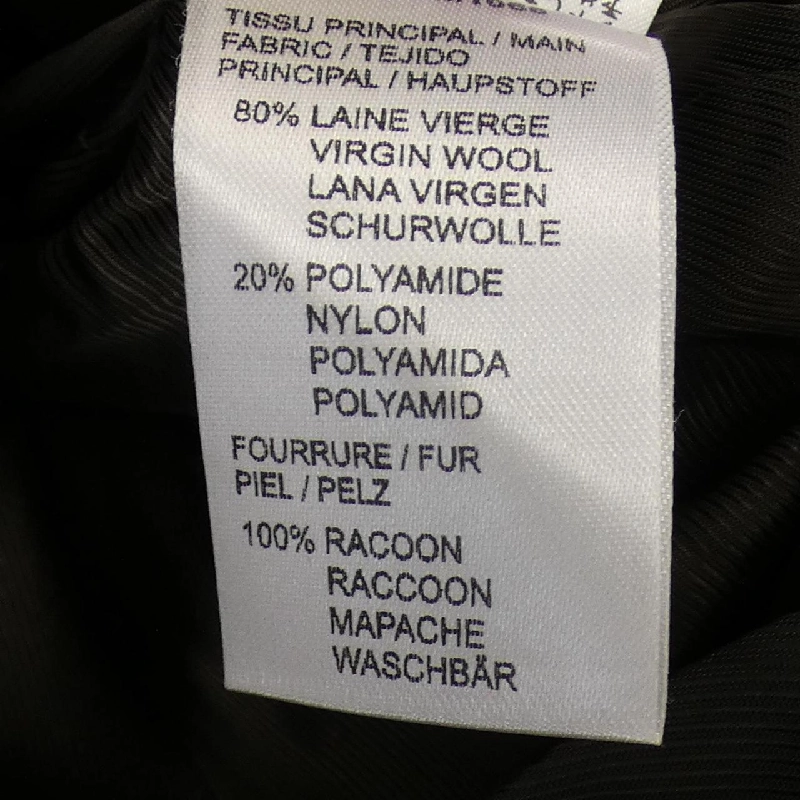 TISSU PRINCIPAL / MAIN
FABRIC / TEJIDO
PRINCIPAL / HAUPSTOFF
80% LAINE VIERGE
VIRGIN WOOL
LANA VIRGEN
SCHURWOLLE
20% POLYAMIDE
NYLON
POLYAMIDA
POLYAMID
FOURRURE / FUR
PIEL / PELZ
100% RACOON
RACCOON
MAPACHE
WASCHBÄR